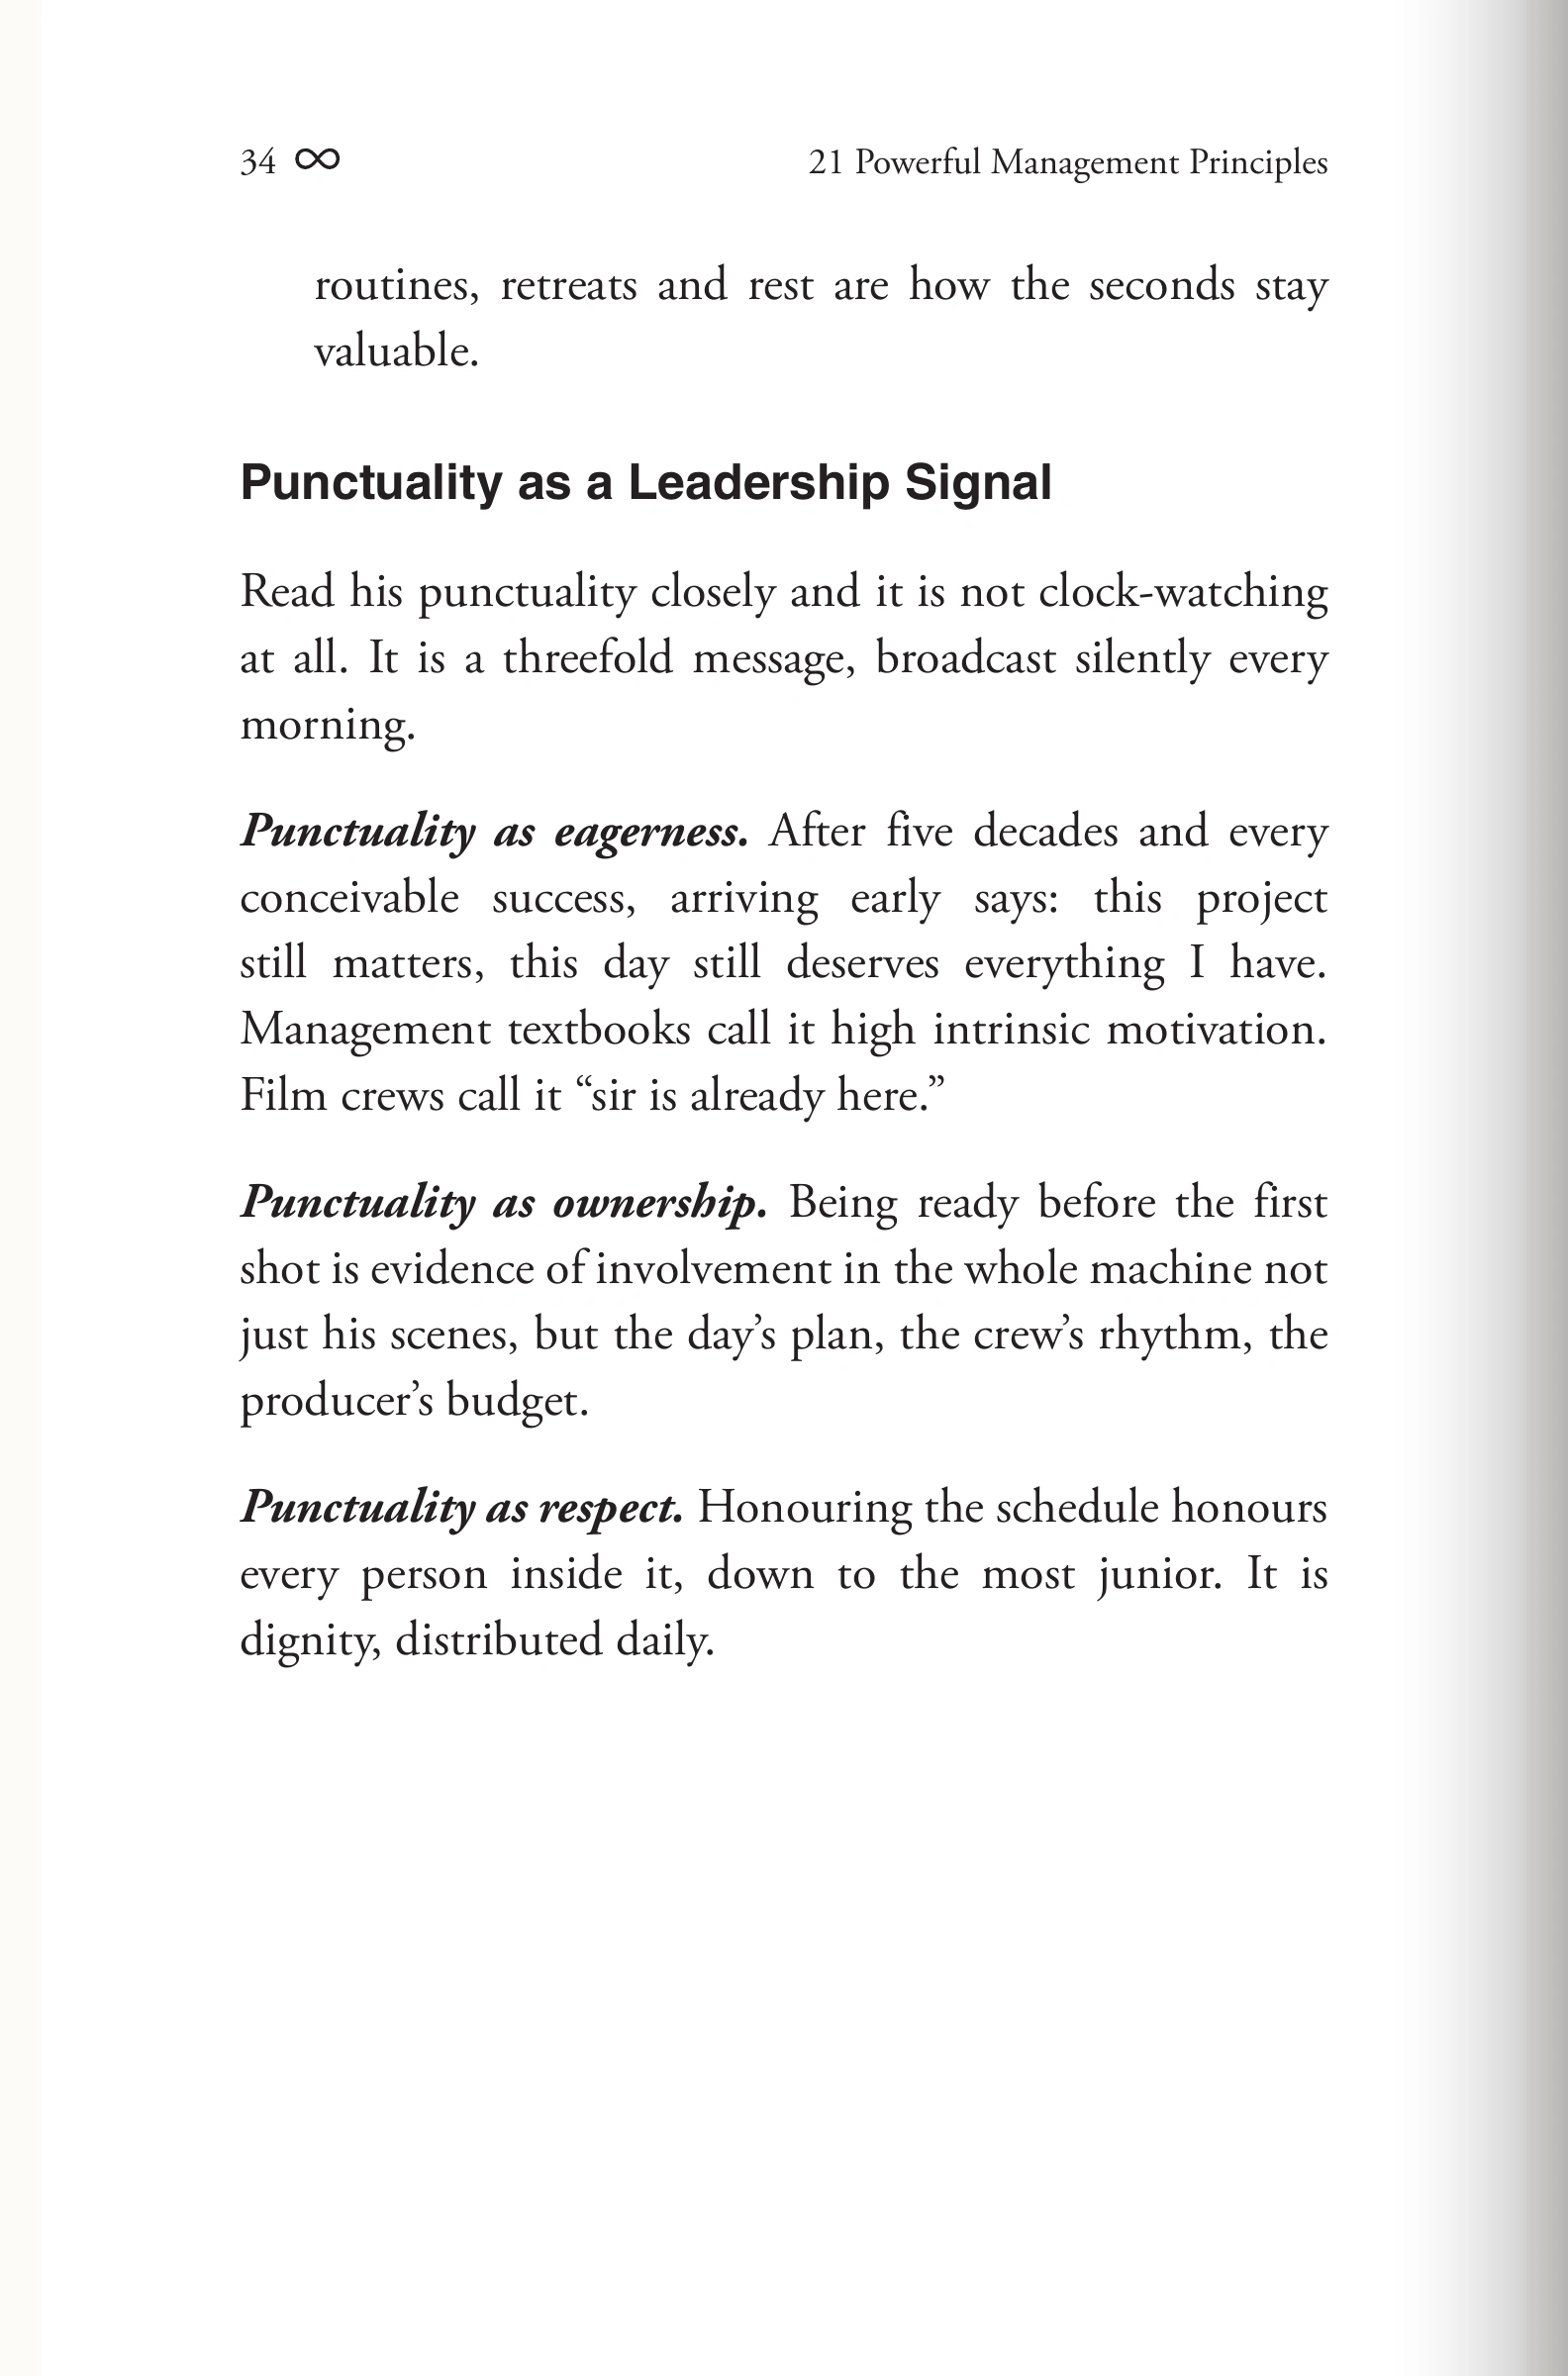 34 ∞ 21 Powerful Management Principles
routines, retreats and rest are how the seconds stay
valuable.
Punctuality as a Leadership Signal
Read his punctuality closely and it is not clock-watching
at all. It is a threefold message, broadcast silently every
morning.
Punctuality as eagerness. After five decades and every
conceivable success, arriving early says: this project
still matters, this day still deserves everything I have.
Management textbooks call it high intrinsic motivation.
Film crews call it “sir is already here.”
Punctuality as ownership. Being ready before the first
shot is evidence of involvement in the whole machine not
just his scenes, but the day’s plan, the crew’s rhythm, the
producer’s budget.
Punctuality as respect. Honouring the schedule honours
every person inside it, down to the most junior. It is
dignity, distributed daily.